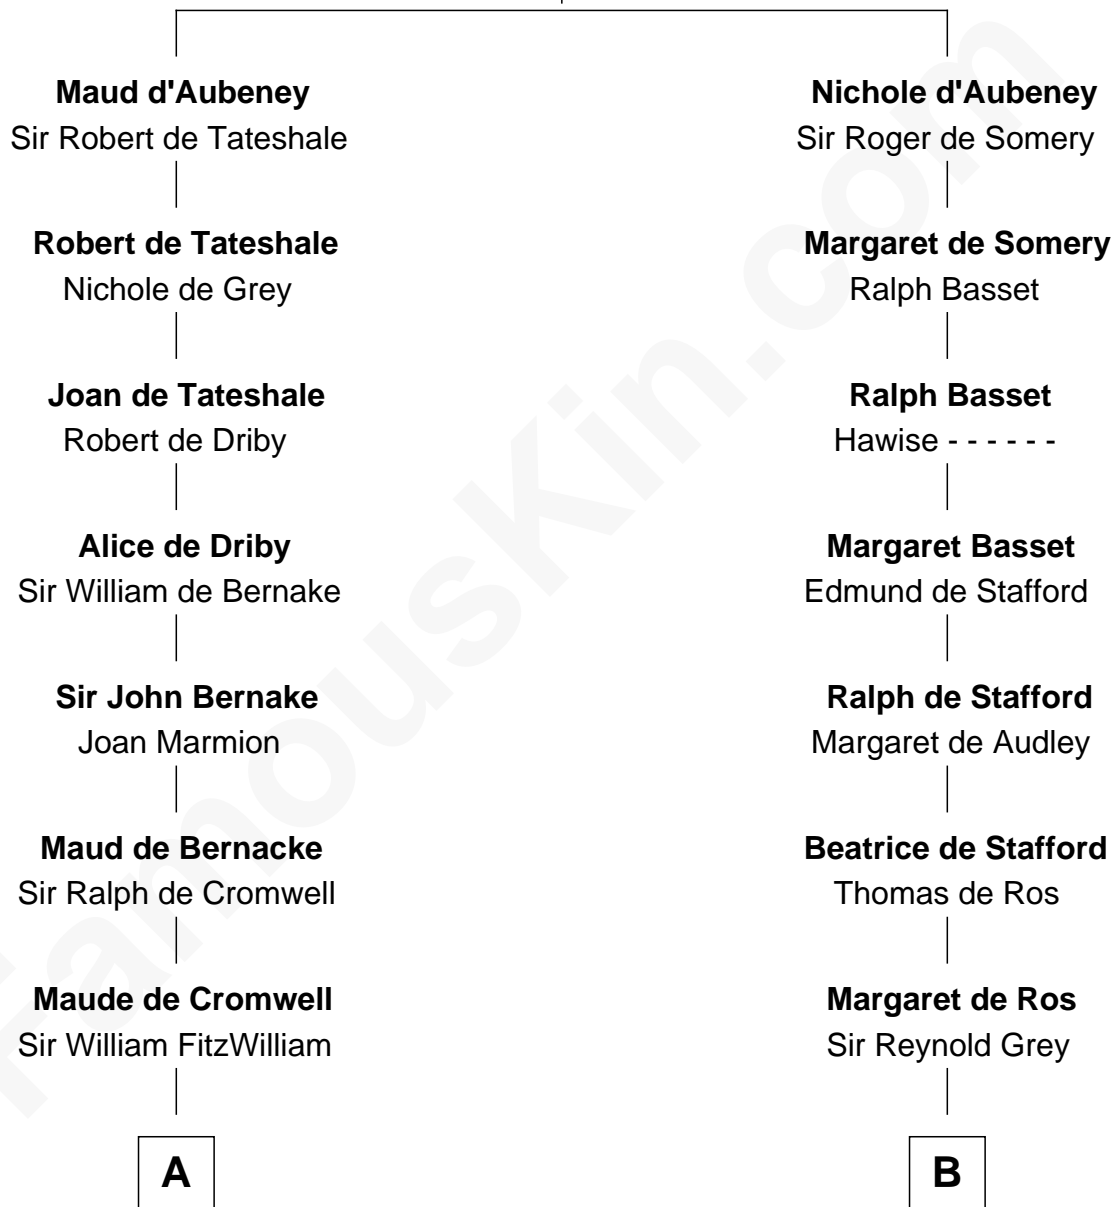 Maud d'Aubeney
Sir Robert de Tateshale
Robert de Tateshale
Nichole de Grey
Joan de Tateshale
Robert de Driby
Alice de Driby
Sir William de Bernake
Sir John Bernake
Joan Marmion
Maud de Bernacke
Sir Ralph de Cromwell
Maude de Cromwell
Sir William FitzWilliam
A
Nichole d'Aubeney
Sir Roger de Somery
Margaret de Somery
Ralph Basset
Ralph Basset
Hawise - - - - - -
Margaret Basset
Edmund de Stafford
Ralph de Stafford
Margaret de Audley
Beatrice de Stafford
Thomas de Ros
Margaret de Ros
Sir Reynold Grey
B
FamousKin.com